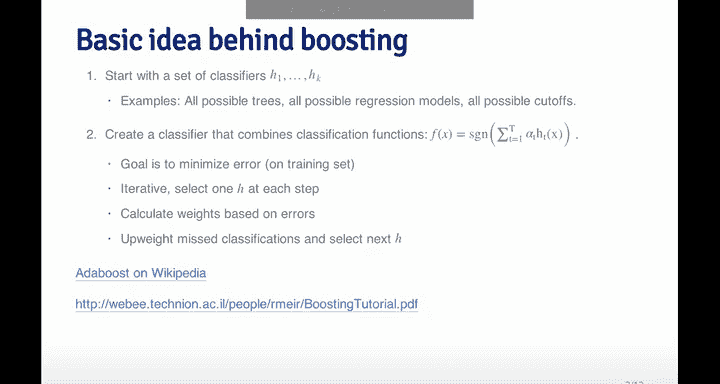 Basic idea behind boosting
1. Start with a set of classifiers h₁, . . . , hₖ
· Examples: All possible trees, all possible regression models, all possible cutoffs.
2. Create a classifier that combines classification functions: f(x) = sgn(∑ᵀₜ₌₁ αₜhₜ(x)) .
· Goal is to minimize error (on training set)
· Iterative, select one h at each step
· Calculate weights based on errors
· Upweight missed classifications and select next h
Adaboost on Wikipedia
http://webee.technion.ac.il/people/rmeir/BoostingTutorial.pdf